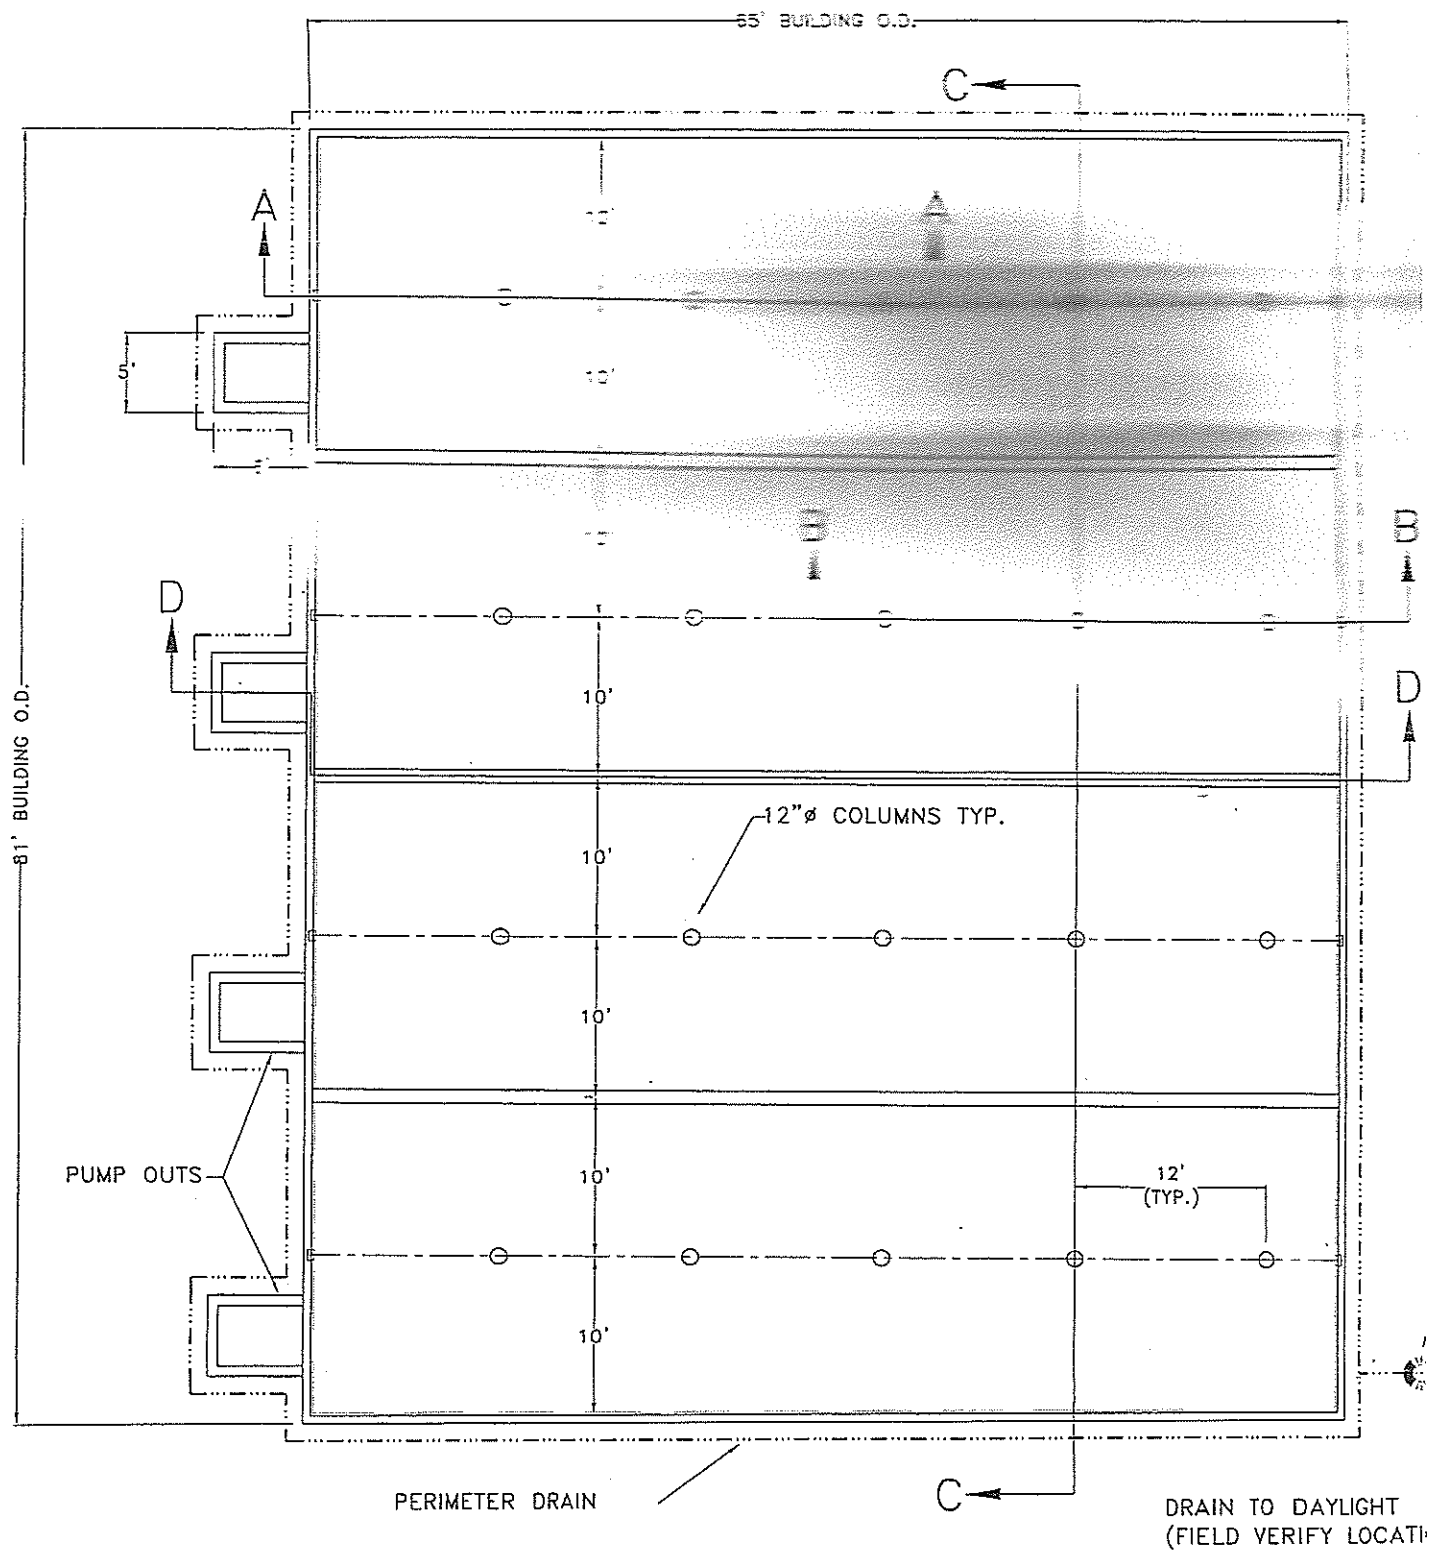 65' BUILDING O.D.
C
A
A
10'
5'
10'
B
B
D
10'
D
81' BUILDING O.D.
12"ø COLUMNS TYP.
10'
10'
PUMP OUTS
10'
12'
(TYP.)
10'
PERIMETER DRAIN
C
DRAIN TO DAYLIGHT
(FIELD VERIFY LOCATI